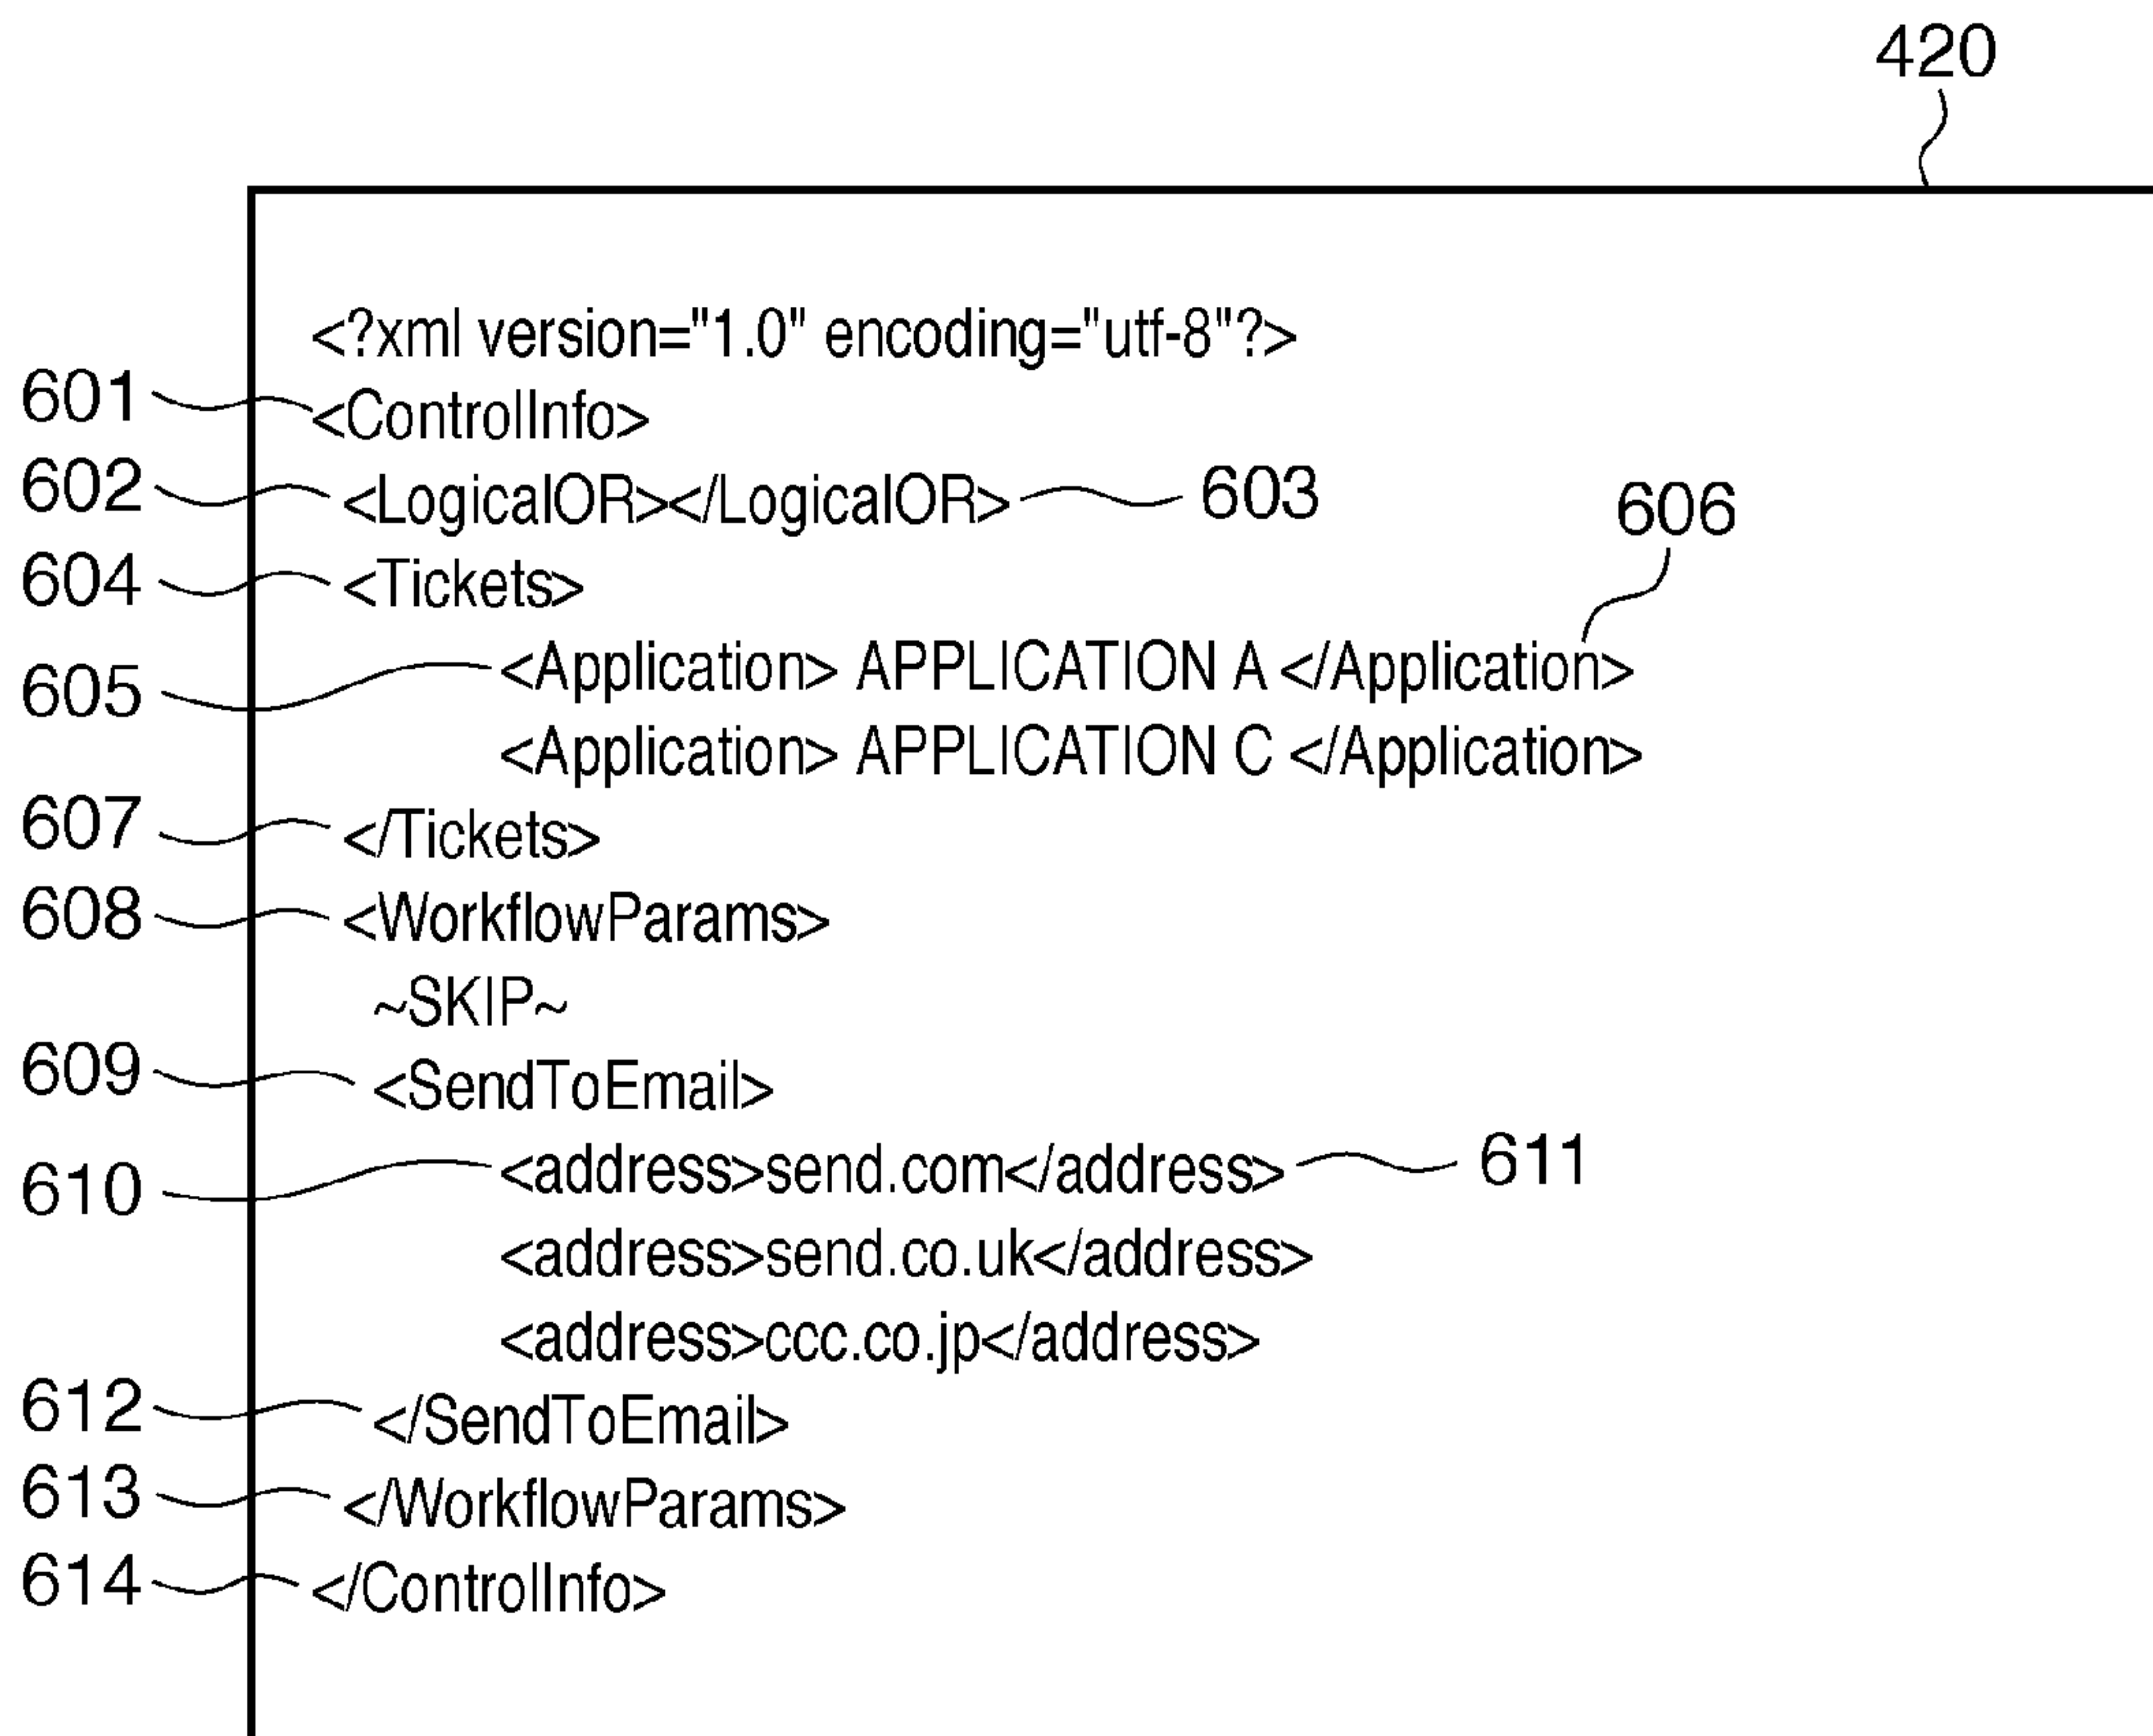 420
<?xml version="1.0" encoding="utf-8"?>
601 <ControlInfo>
602 <LogicalOR></LogicalOR> 603
606
604 <Tickets>
605 <Application> APPLICATION A </Application>
<Application> APPLICATION C </Application>
607 </Tickets>
608 <WorkflowParams>
~SKIP~
609 <SendToEmail>
610 <address>send.com</address> 611
<address>send.co.uk</address>
<address>ccc.co.jp</address>
612 </SendToEmail>
613 </WorkflowParams>
614 </ControlInfo>